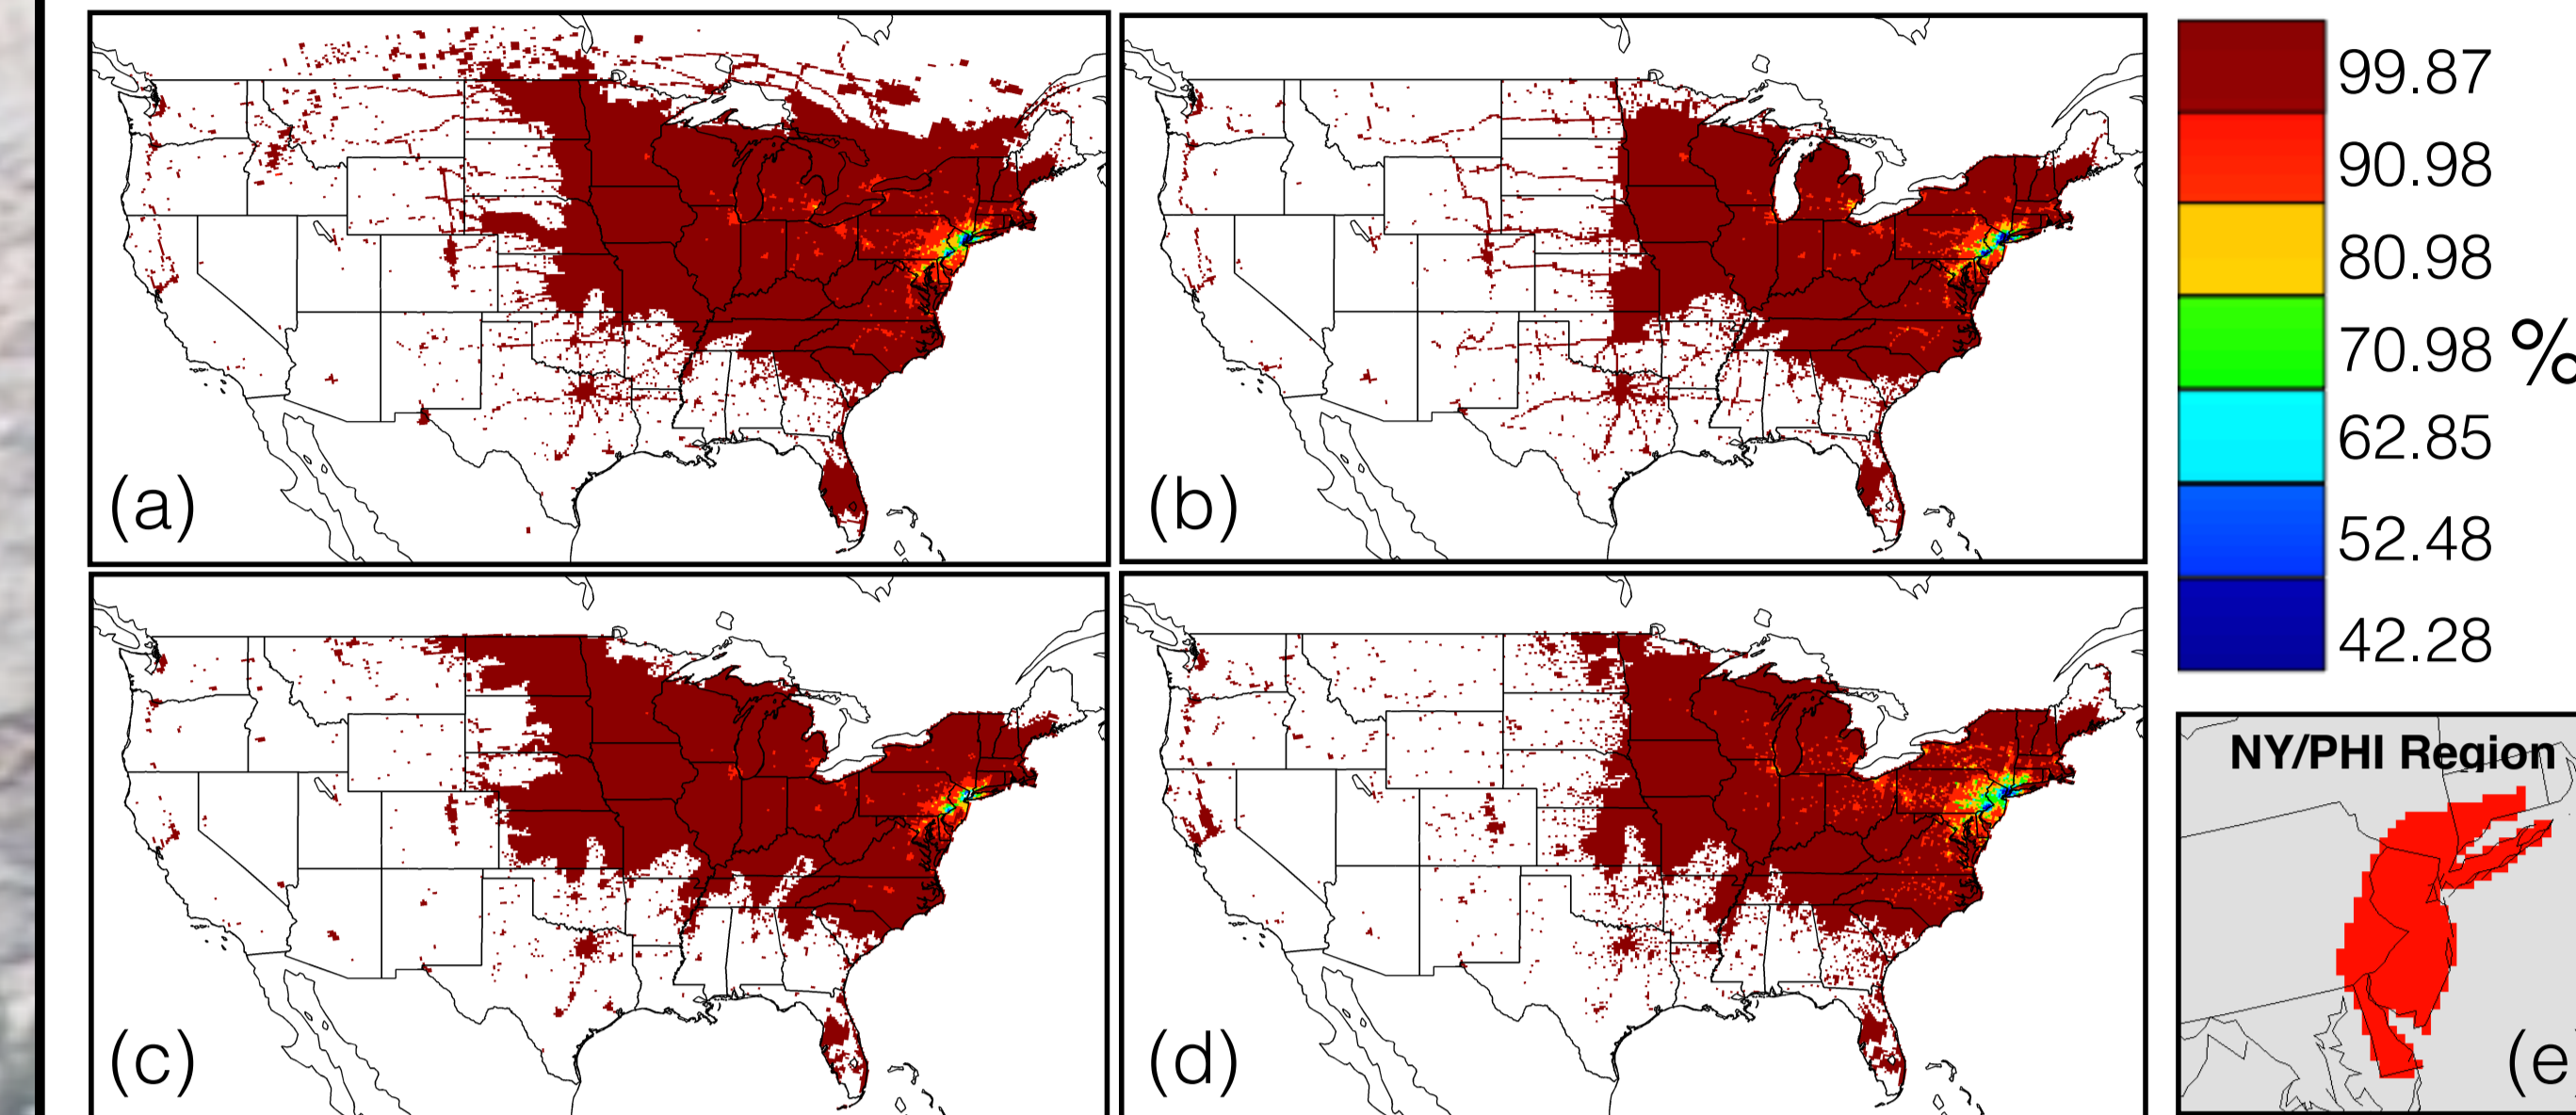 (a)
(b)
(c)
(d)
99.87
90.98
80.98
70.98 %
62.85
52.48
42.28
NY/PHI Region
(e